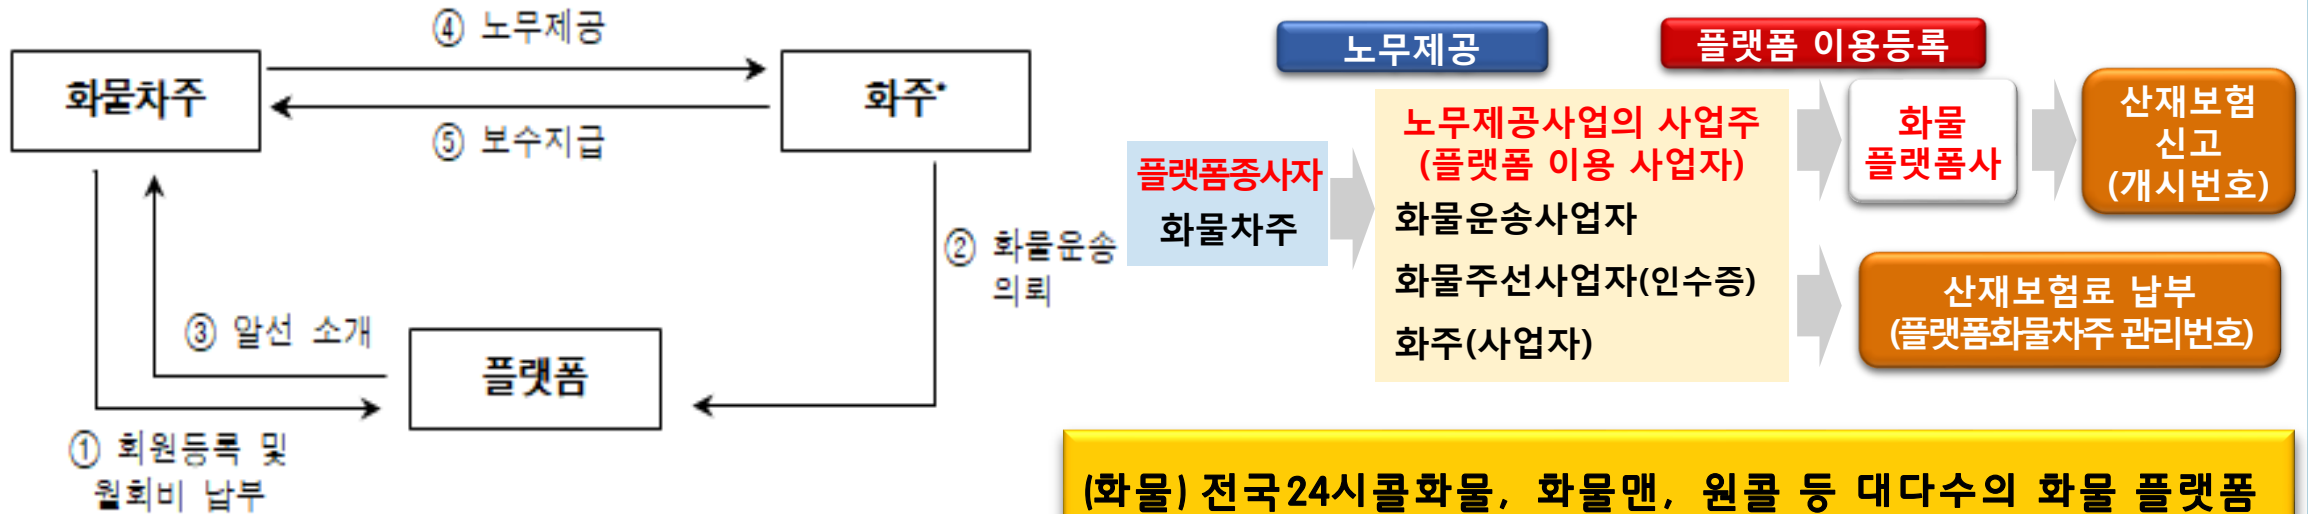 ④ 노무제공
화물차주
화주*
⑤ 보수지급
② 화물운송
의뢰
③ 알선 소개
플랫폼
① 회원등록 및
월회비 납부
노무제공
플랫폼 이용등록
플랫폼종사자
화물차주
노무제공사업의 사업주
(플랫폼 이용 사업자)
화물운송사업자
화물주선사업자(인수증)
화주(사업자)
화물
플랫폼사
산재보험
신고
(개시번호)
산재보험료 납부
(플랫폼화물차주 관리번호)
(화물) 전국24시콜화물, 화물맨, 원콜 등 대다수의 화물 플랫폼